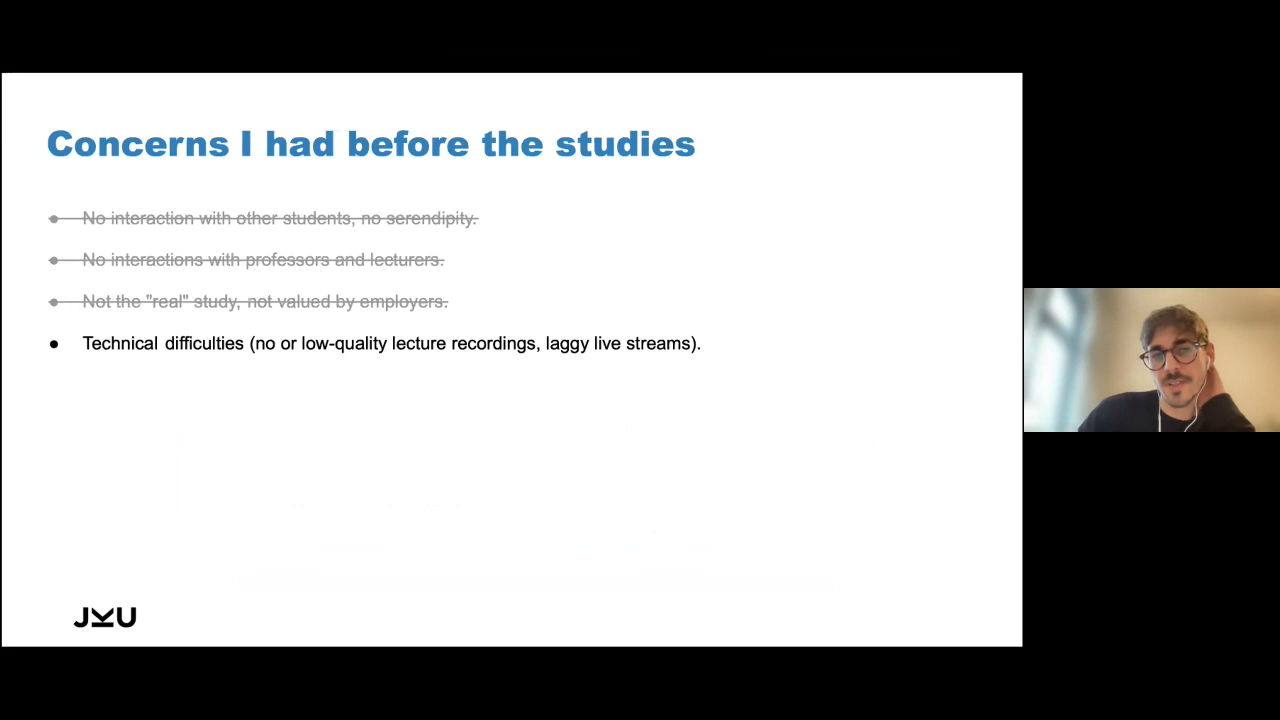 Concerns I had before the studies
● No interaction with other students, no serendipity.
● No interactions with professors and lecturers.
● Not the "real" study, not valued by employers.
● Technical difficulties (no or low-quality lecture recordings, laggy live streams).
JKU